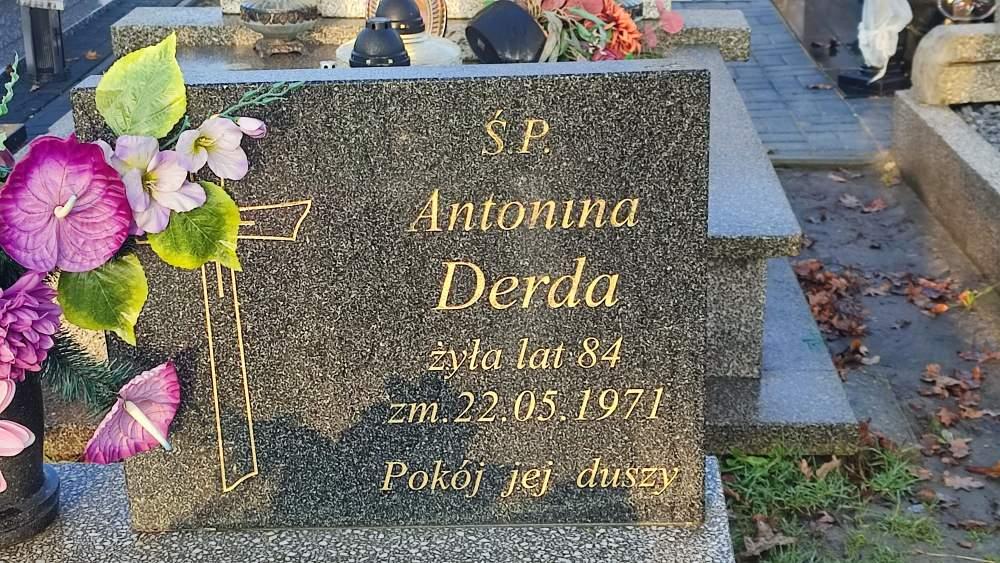 Ś.P.
Antonina
Derda
żyła lat 84
zm.22.05.1971
Pokój jej duszy